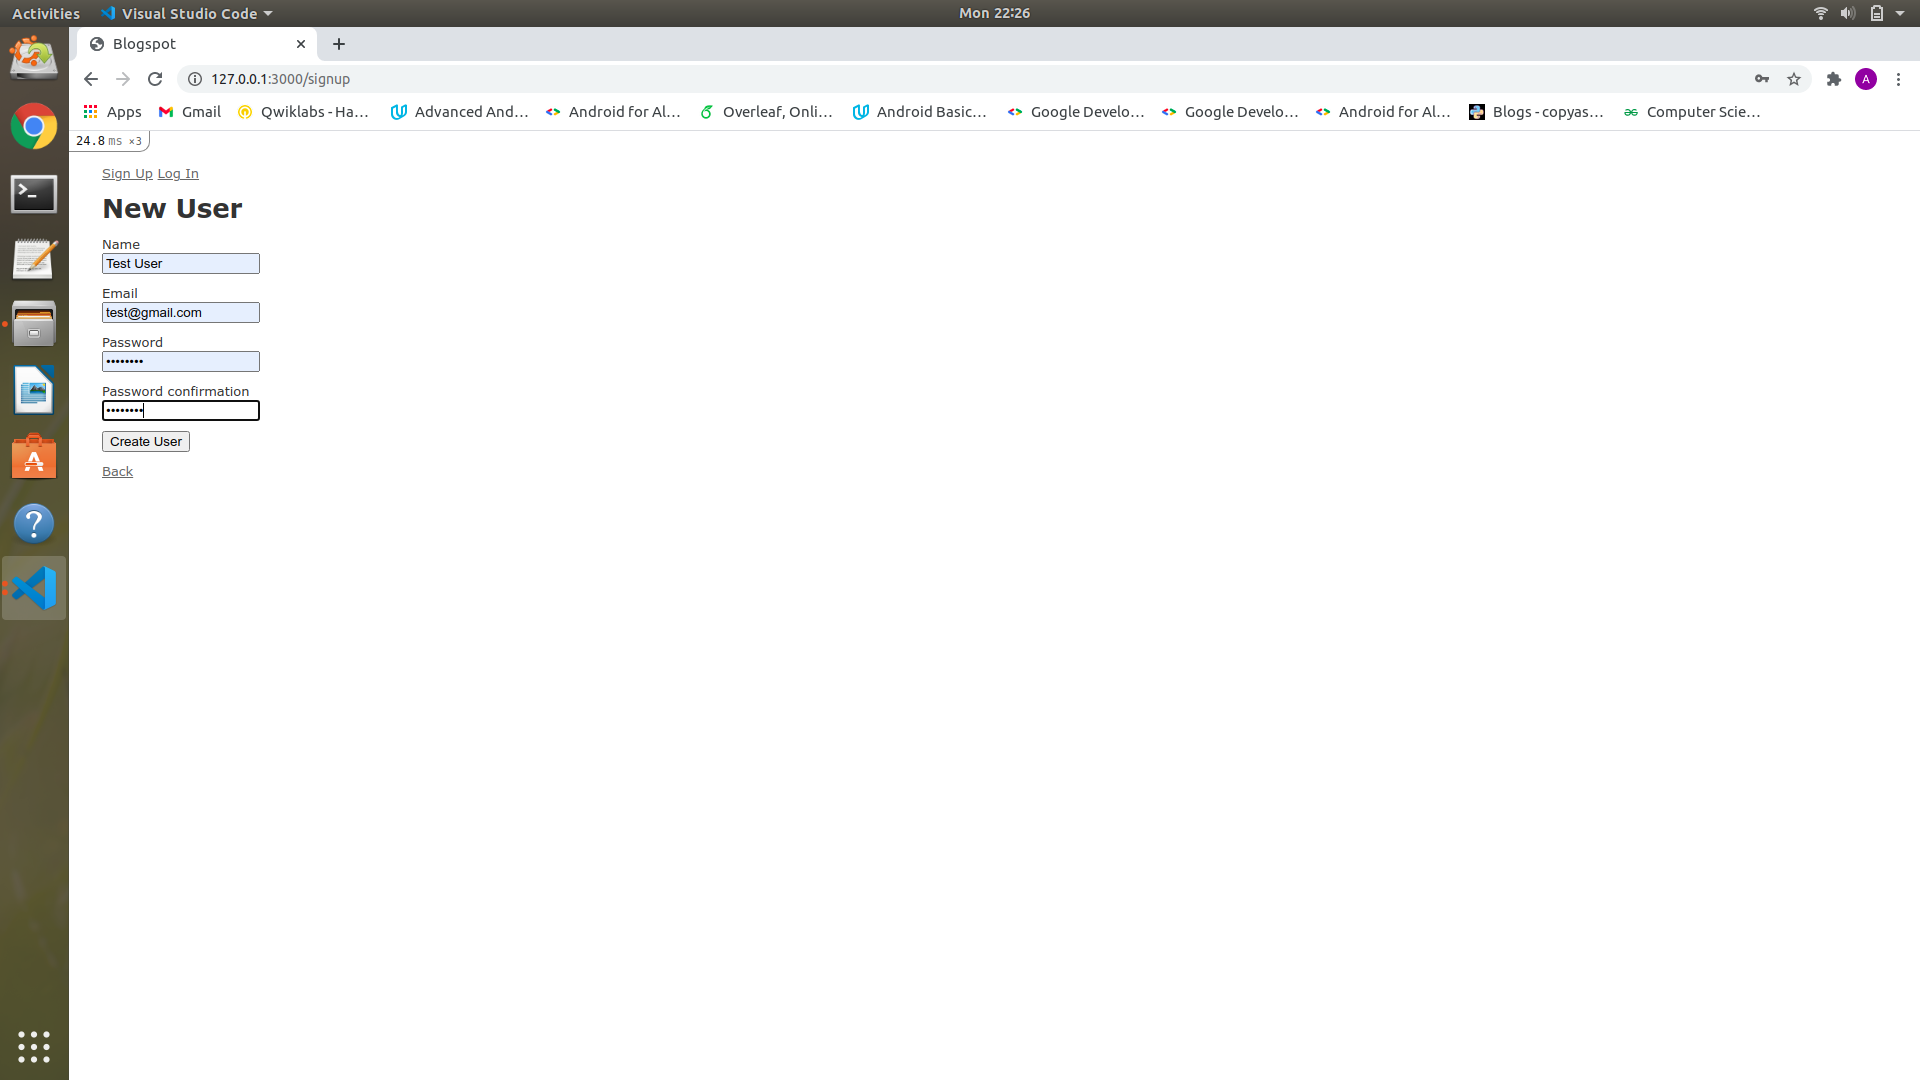 Activities Visual Studio Code Mon 22:26
Blogspot
127.0.0.1:3000/signup A
Apps Gmail Qwiklabs - Ha… Advanced And… Android for Al… Overleaf, Onli… Android Basic… Google Develo… Google Develo… Android for Al… Blogs - copyas… Computer Scie…
24.8 ms ×3
Sign Up Log In
New User
Name
Test User
Email
test@gmail.com
Password
••••••••
Password confirmation
••••••••
Create User
Back